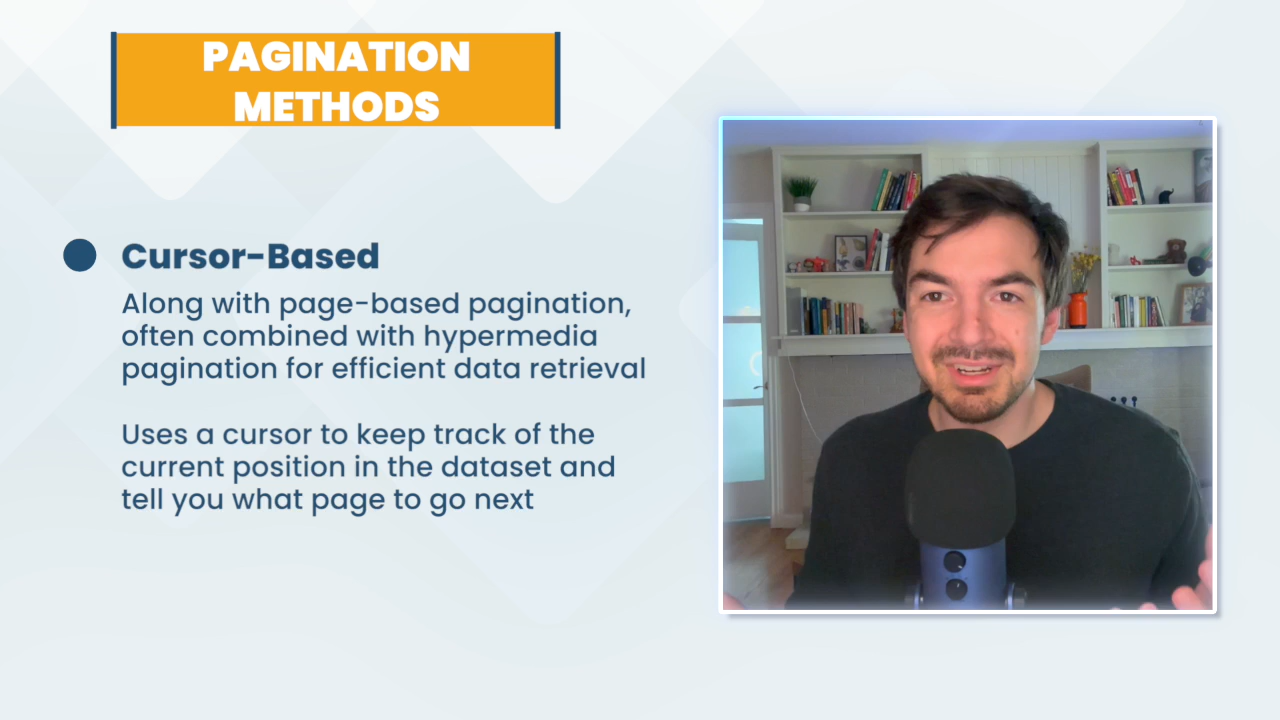 PAGINATION
METHODS
Cursor-Based
Along with page-based pagination,
often combined with hypermedia
pagination for efficient data retrieval
Uses a cursor to keep track of the
current position in the dataset and
tell you what page to go next